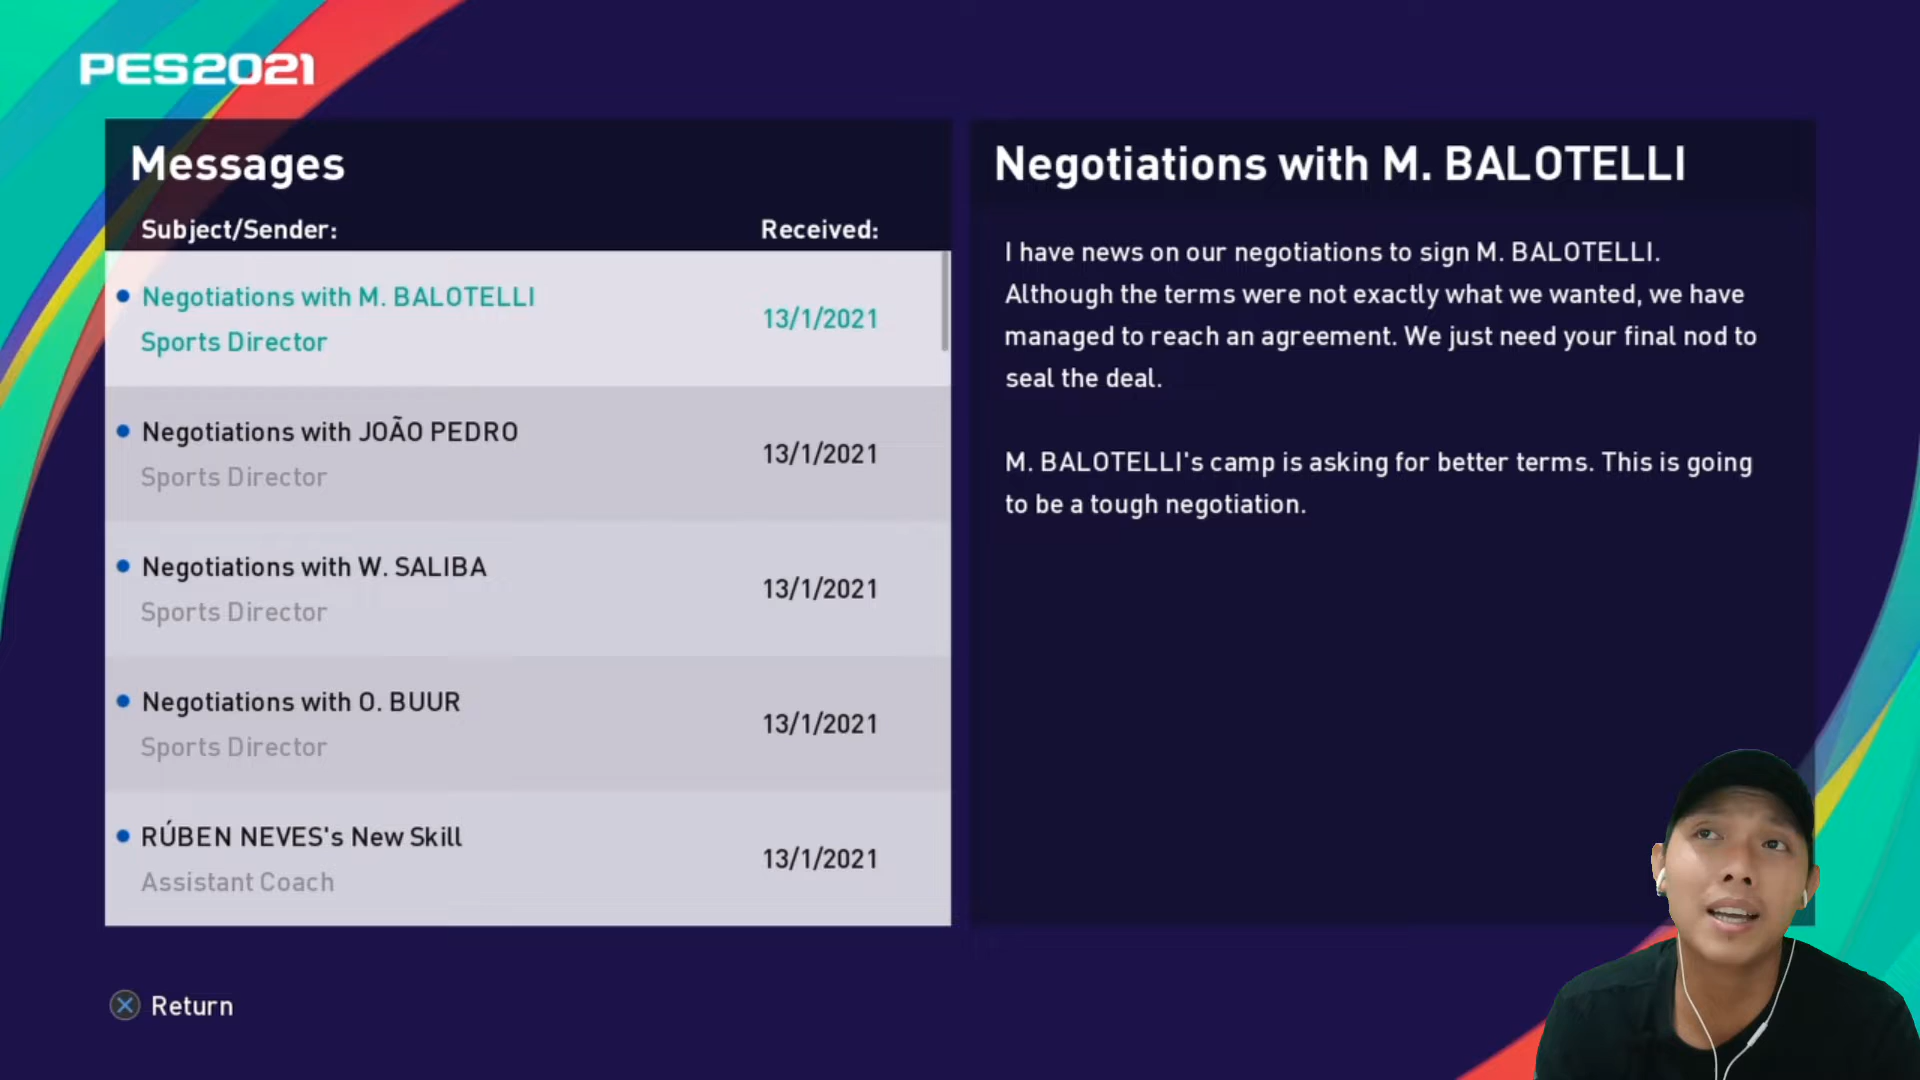 PES2021
Messages
Subject/Sender:
Received:
Negotiations with M. BALOTELLI
Sports Director
13/1/2021
Negotiations with JOÃO PEDRO
Sports Director
13/1/2021
Negotiations with W. SALIBA
Sports Director
13/1/2021
Negotiations with O. BUUR
Sports Director
13/1/2021
RÚBEN NEVES's New Skill
Assistant Coach
13/1/2021
Negotiations with M. BALOTELLI
I have news on our negotiations to sign M. BALOTELLI.
Although the terms were not exactly what we wanted, we have
managed to reach an agreement. We just need your final nod to
seal the deal.
M. BALOTELLI's camp is asking for better terms. This is going
to be a tough negotiation.
Return